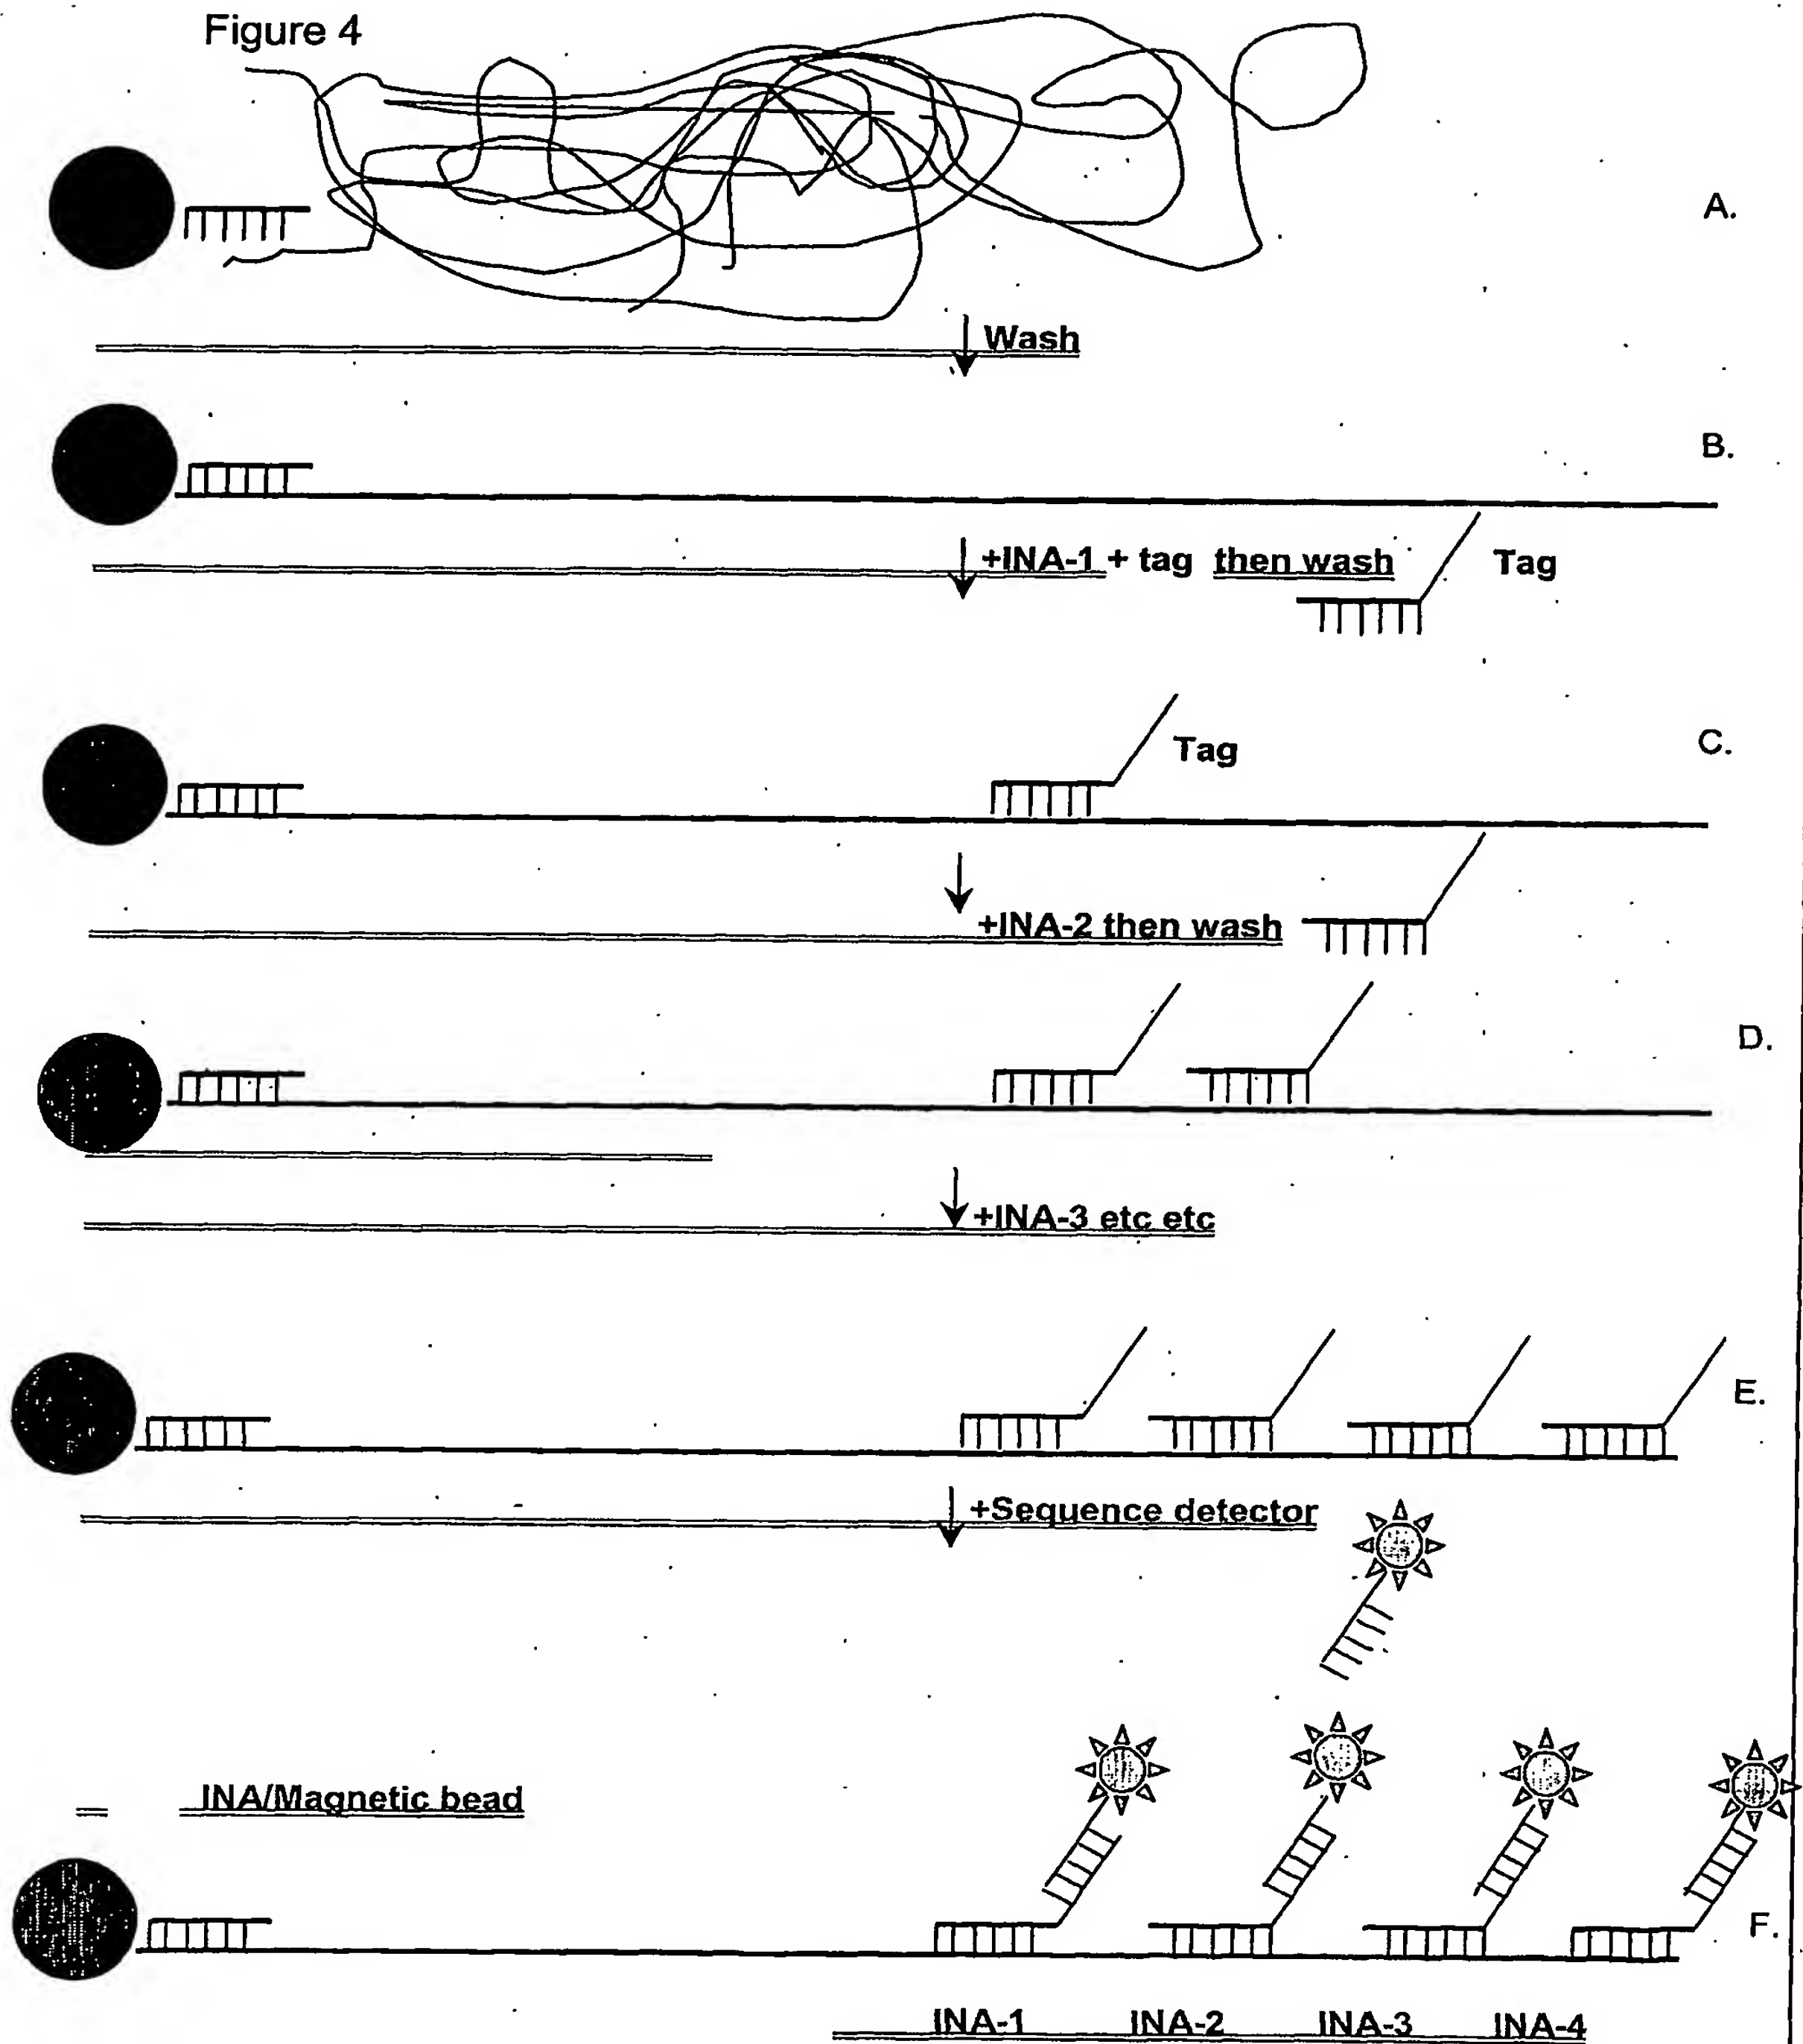 Figure 4
A.
Wash
B.
+INA-1 + tag then wash
Tag
C.
Tag
+INA-2 then wash
D.
+INA-3 etc etc
E.
+Sequence detector
INA/Magnetic bead
F.
INA-1 INA-2 INA-3 INA-4